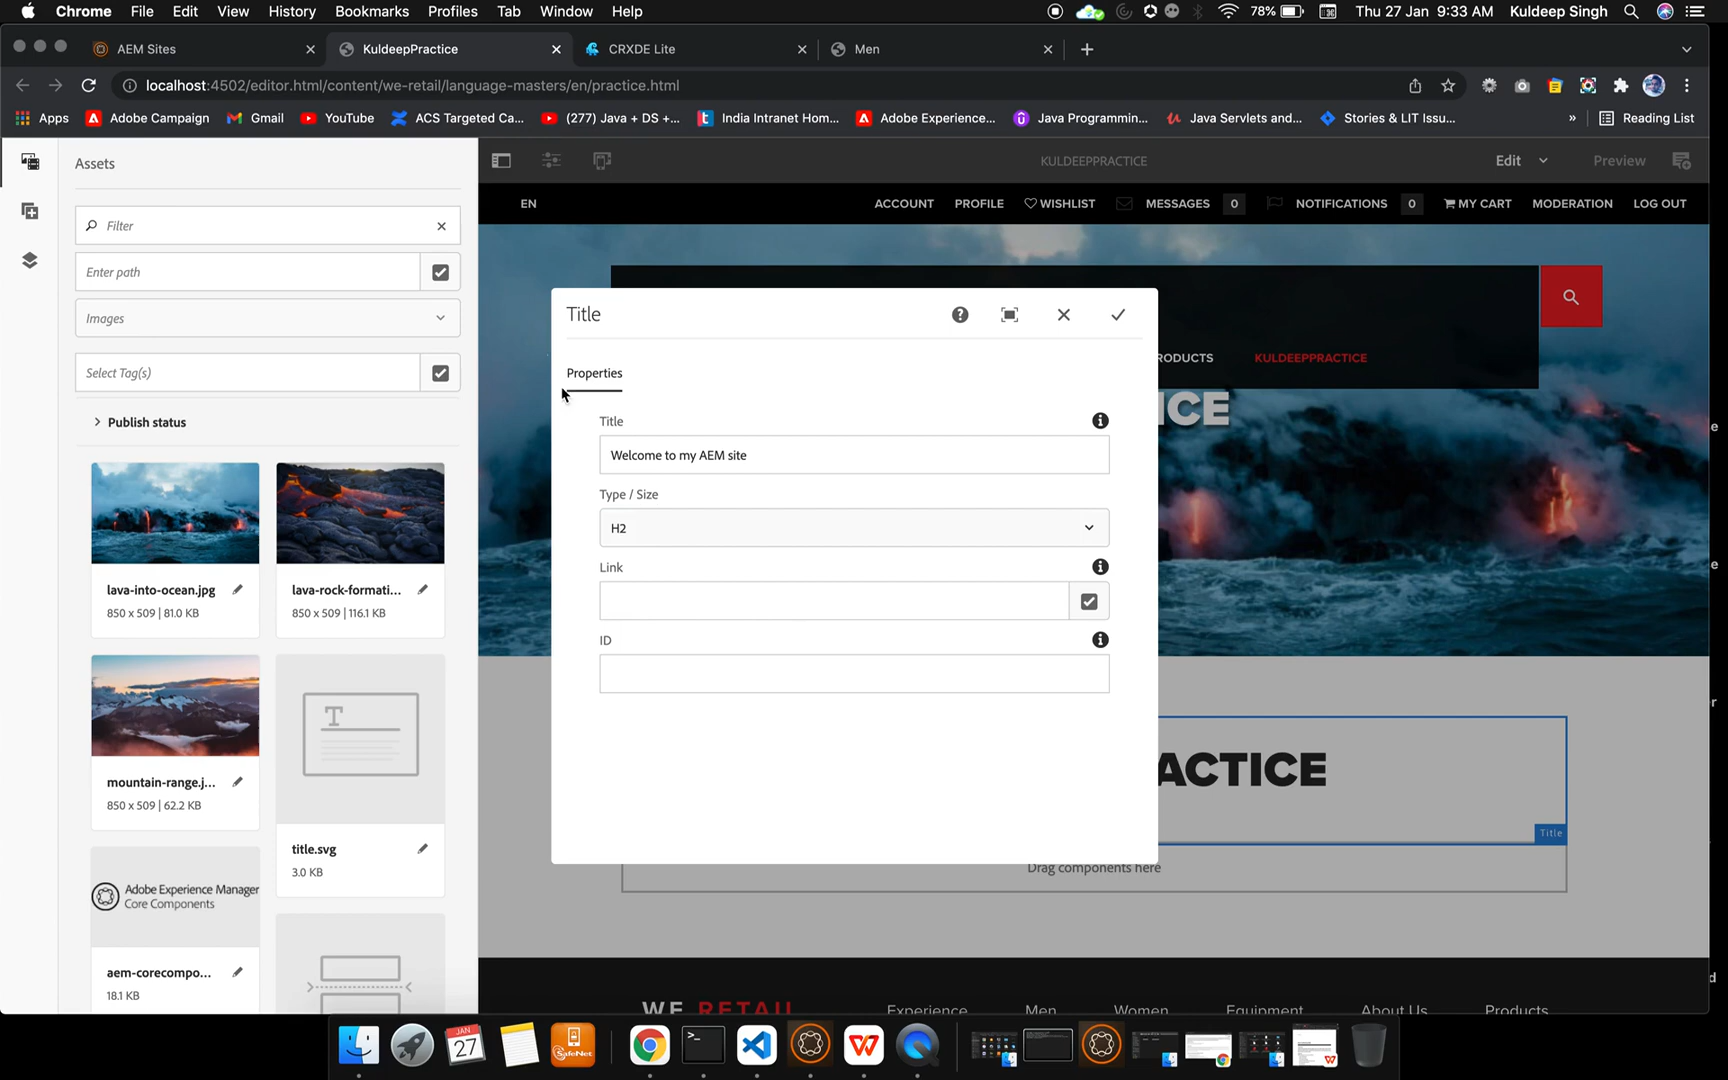 Chrome File Edit View History Bookmarks Profiles Tab Window Help
78% Thu 27 Jan 9:33 AM Kuldeep Singh
AEM Sites
KuldeepPractice
CRXDE Lite
Men
localhost:4502/editor.html/content/we-retail/language-masters/en/practice.html
Apps Adobe Campaign Gmail YouTube ACS Targeted Ca... (277) Java + DS +... India Intranet Hom... Adobe Experience... Java Programmin... Java Servlets and... Stories & LIT Issu... » Reading List
Assets
KULDEEPPRACTICE
Edit
Preview
EN
ACCOUNT PROFILE WISHLIST MESSAGES 0 NOTIFICATIONS 0 MY CART MODERATION LOG OUT
Filter
Enter path
Images
Select Tag(s)
Publish status
lava-into-ocean.jpg
850 x 509 | 81.0 KB
lava-rock-formati...
850 x 509 | 116.1 KB
mountain-range.j...
850 x 509 | 62.2 KB
T
title.svg
3.0 KB
Adobe Experience Manager
Core Components
aem-corecompo...
18.1 KB
RODUCTS KULDEEPPRACTICE
ICE
Title
Properties
Title
Welcome to my AEM site
Type / Size
H2
Link
ID
ACTICE
Title
Drag components here
WE.RETAIL
Experience Men Women Equipment About Us Products
JAN
27
SafeNet